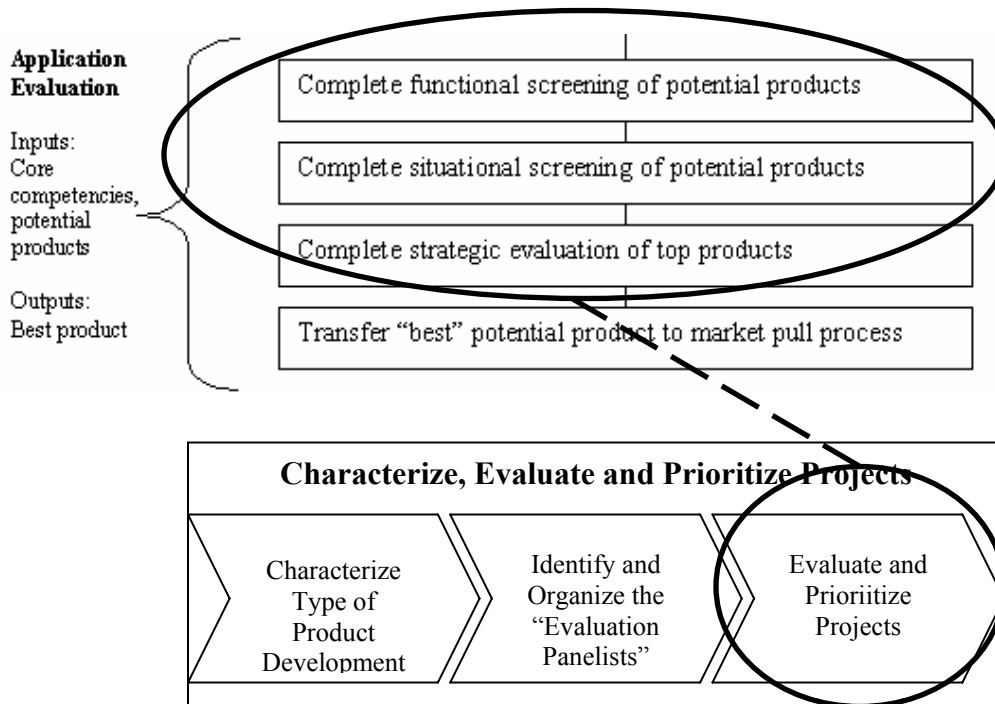 Application
Evaluation
Inputs:
Core
competencies,
potential
products
Outputs:
Best product
Complete functional screening of potential products
Complete situational screening of potential products
Complete strategic evaluation of top products
Transfer “best” potential product to market pull process
Characterize, Evaluate and Prioritize Projects
Characterize
Type of
Product
Development
Identify and
Organize the
“Evaluation
Panelists”
Evaluate and
Prioriitize
Projects